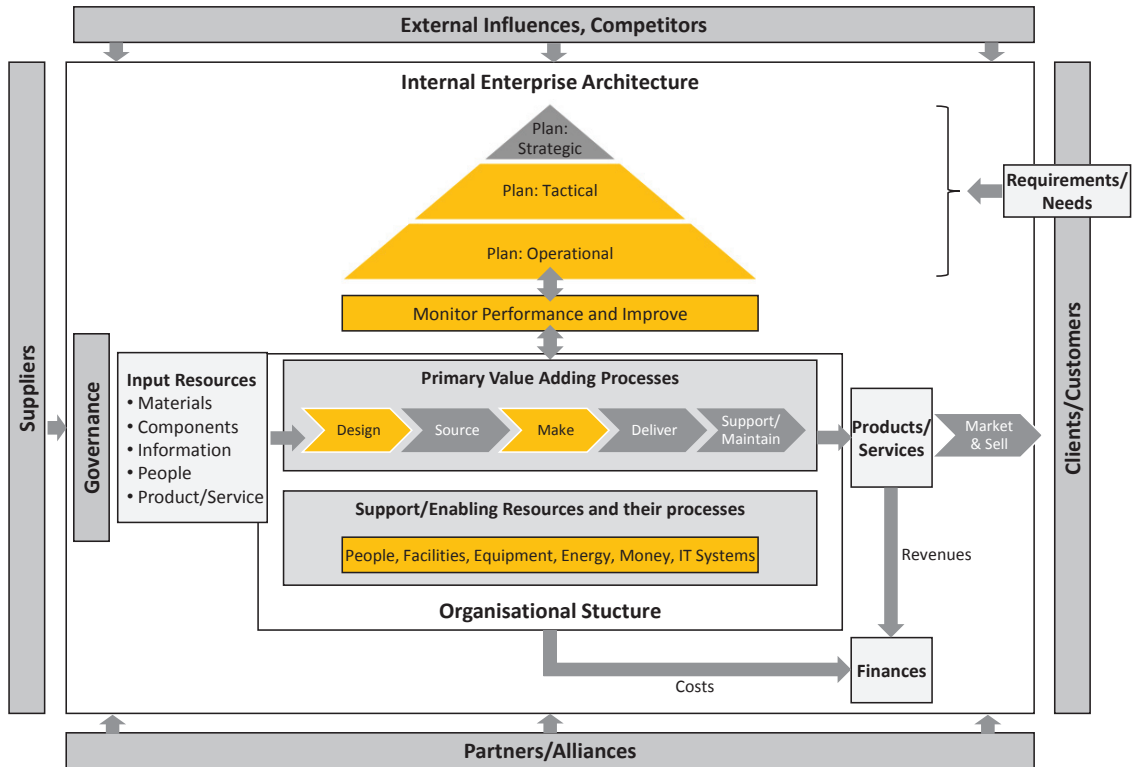 External Influences, Competitors
Internal Enterprise Architecture
Plan:
Strategic
Plan: Tactical
Plan: Operational
Monitor Performance and Improve
Requirements/
Needs
Suppliers
Governance
Clients/Customers
Input Resources
• Materials
• Components
• Information
• People
• Product/Service
Primary Value Adding Processes
Design
Source
Make
Deliver
Support/
Maintain
Products/
Services
Market
& Sell
Support/Enabling Resources and their processes
People, Facilities, Equipment, Energy, Money, IT Systems
Organisational Stucture
Revenues
Costs
Finances
Partners/Alliances